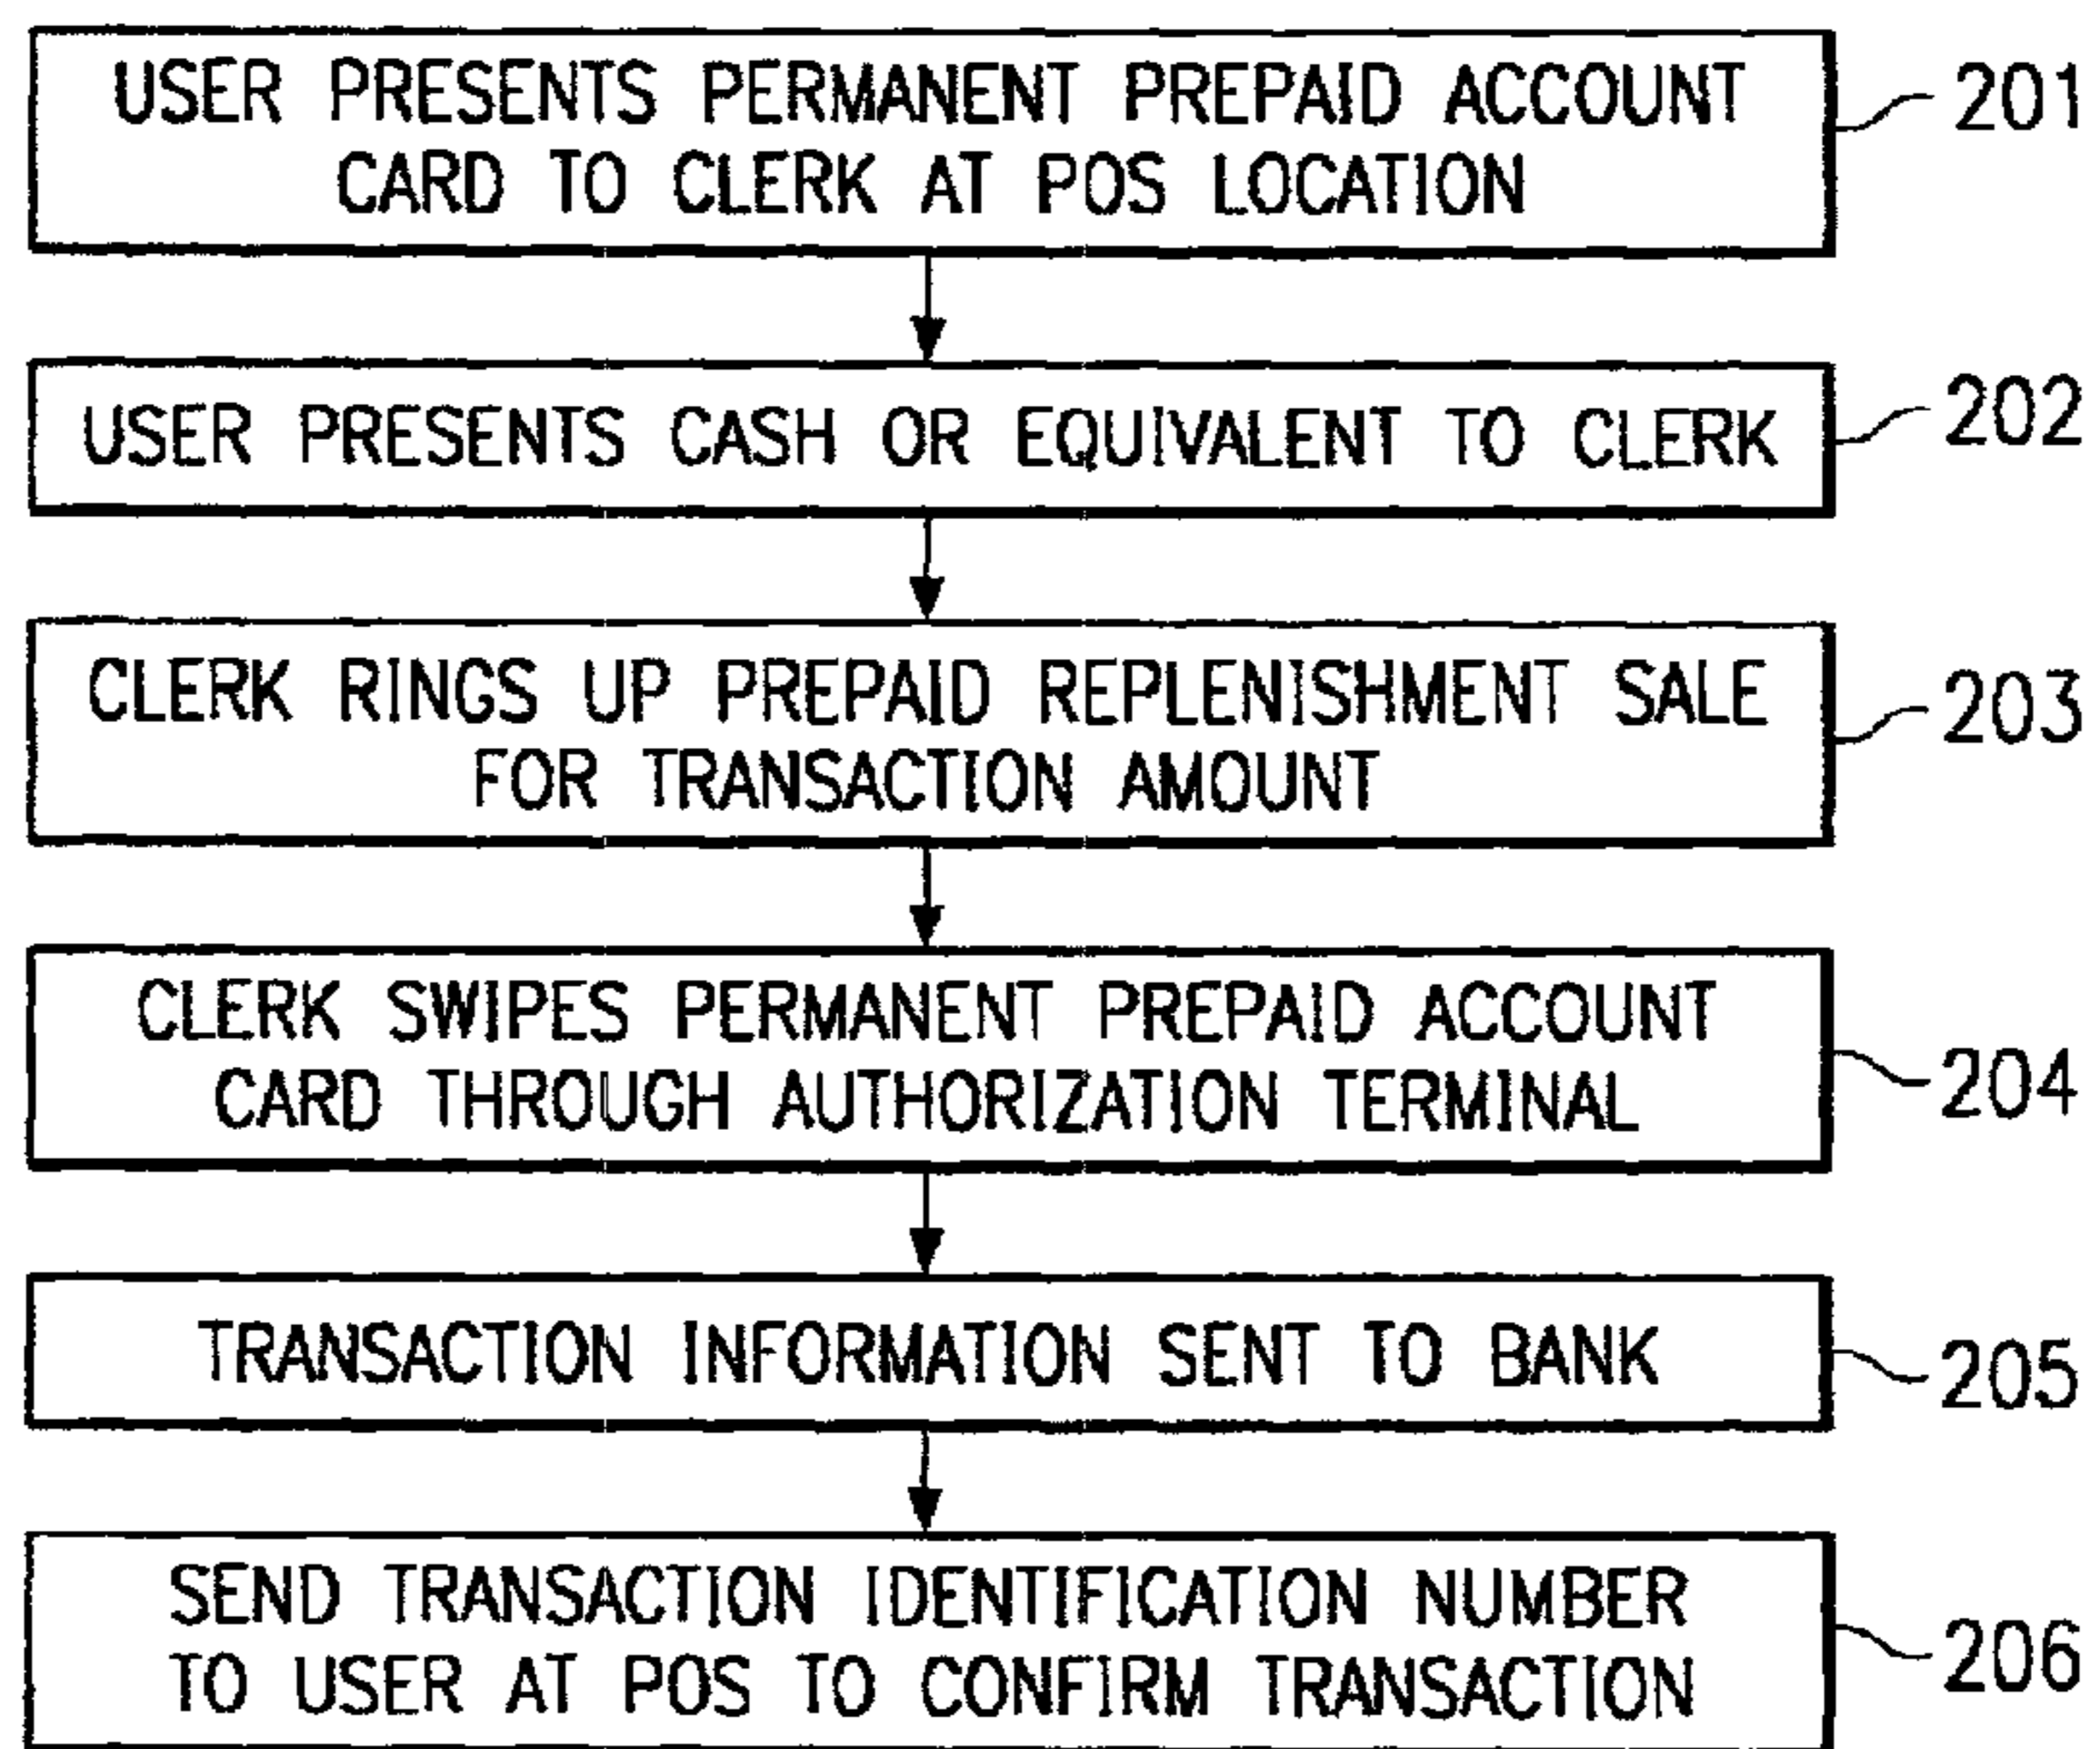 USER PRESENTS PERMANENT PREPAID ACCOUNT
CARD TO CLERK AT POS LOCATION
201
USER PRESENTS CASH OR EQUIVALENT TO CLERK
202
CLERK RINGS UP PREPAID REPLENISHMENT SALE
FOR TRANSACTION AMOUNT
203
CLERK SWIPES PERMANENT PREPAID ACCOUNT
CARD THROUGH AUTHORIZATION TERMINAL
204
TRANSACTION INFORMATION SENT TO BANK
205
SEND TRANSACTION IDENTIFICATION NUMBER
TO USER AT POS TO CONFIRM TRANSACTION
206